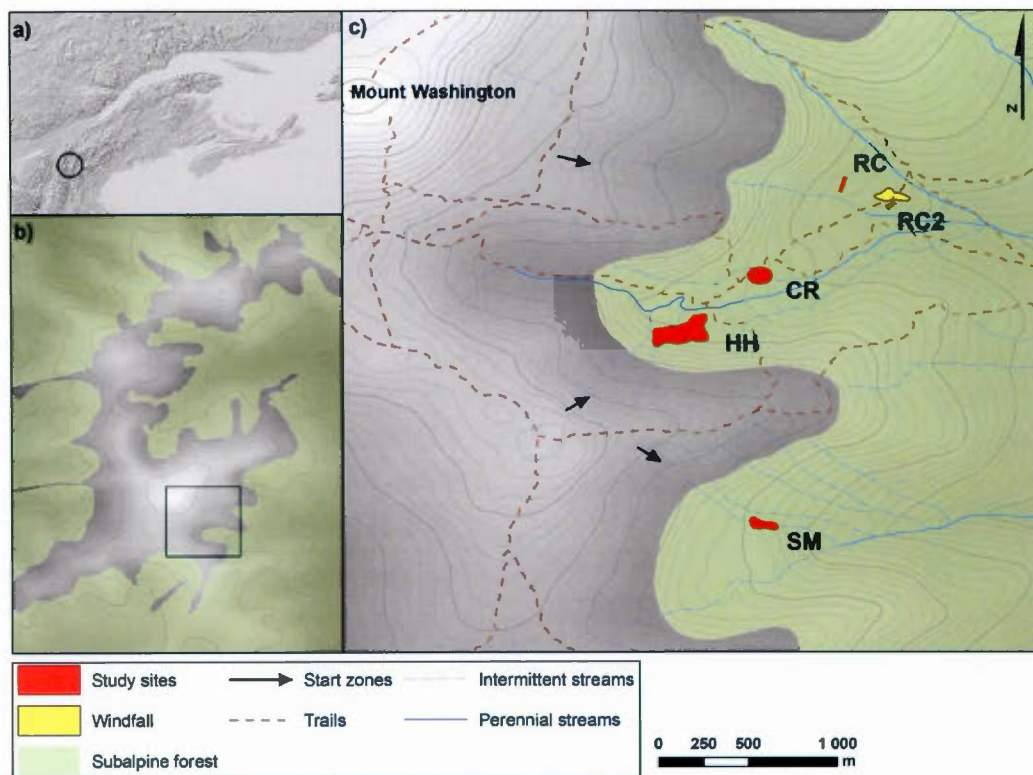 a)
b)
c)
Mount Washington
N
RC
RC2
CR
HH
SM
Study sites
Windfall
Subalpine forest
Start zones
Trails
Intermittent streams
Perennial streams
0 250 500 1 000
m